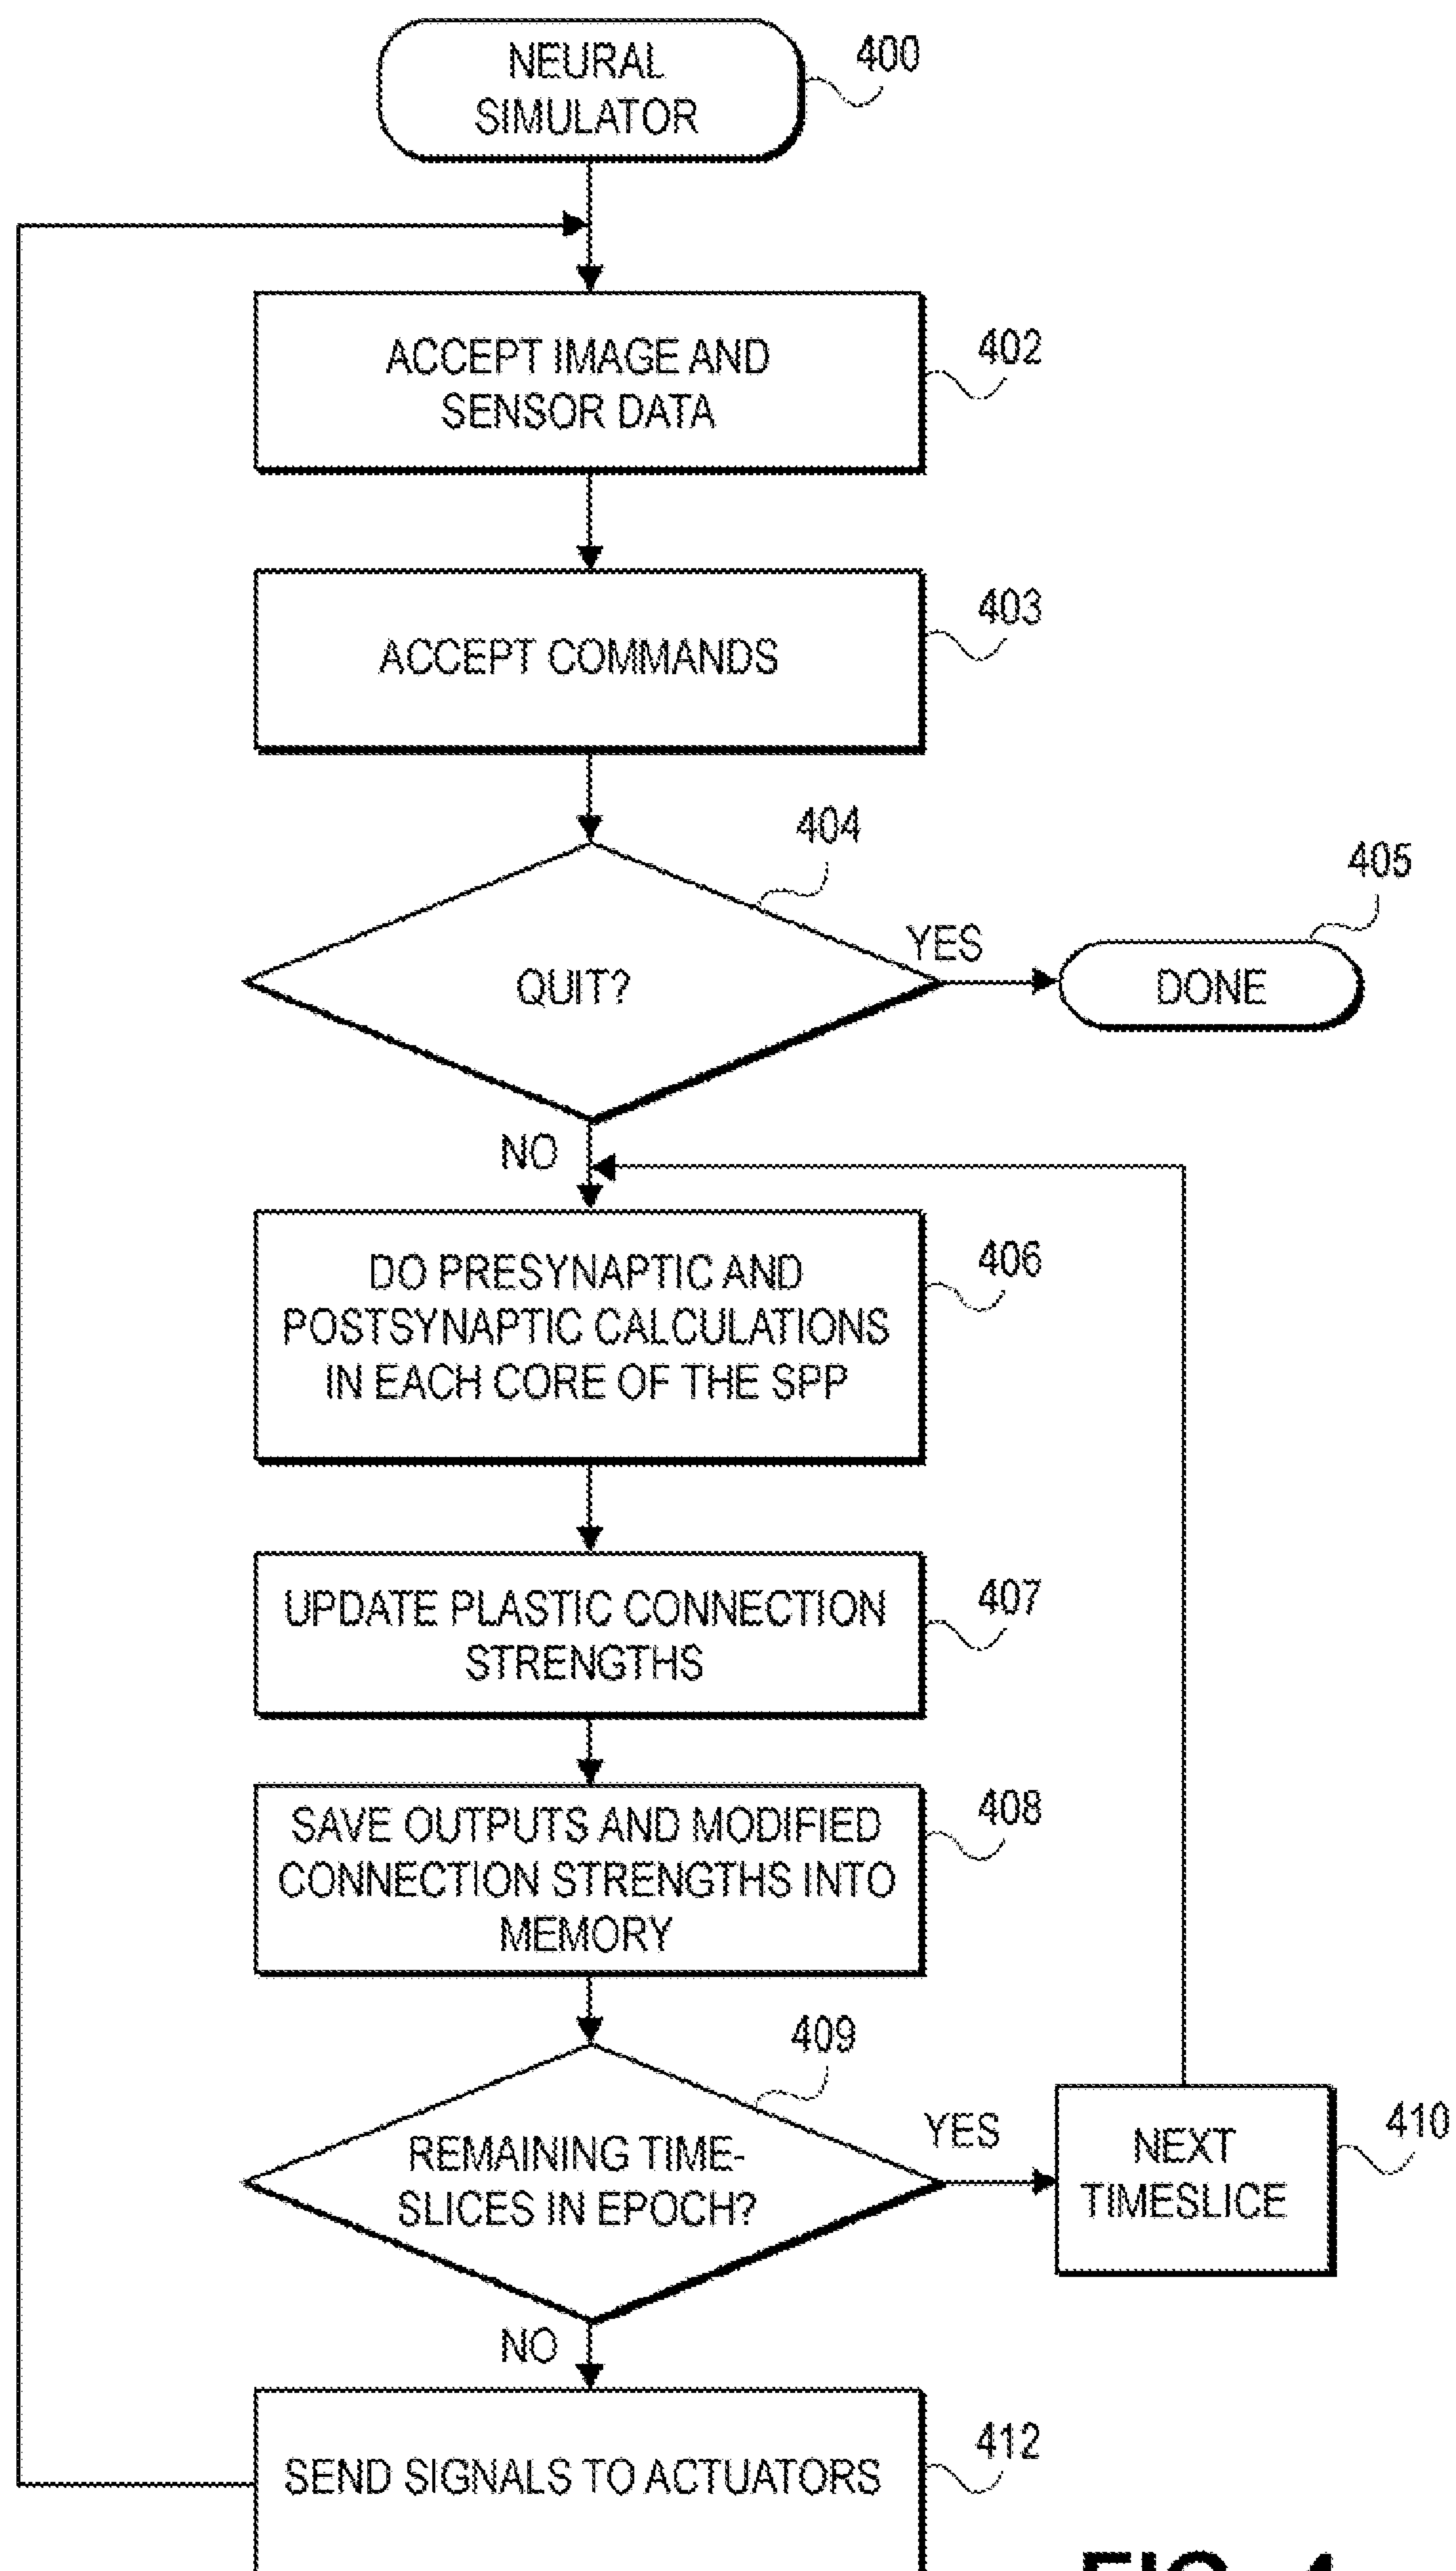 NEURAL
SIMULATOR
400
ACCEPT IMAGE AND
SENSOR DATA
402
ACCEPT COMMANDS
403
404
QUIT?
YES
405
DONE
NO
DO PRESYNAPTIC AND
POSTSYNAPTIC CALCULATIONS
IN EACH CORE OF THE SPP
406
UPDATE PLASTIC CONNECTION
STRENGTHS
407
SAVE OUTPUTS AND MODIFIED
CONNECTION STRENGTHS INTO
MEMORY
408
409
REMAINING TIME-
SLICES IN EPOCH?
YES
NEXT
TIMESLICE
410
NO
SEND SIGNALS TO ACTUATORS
412